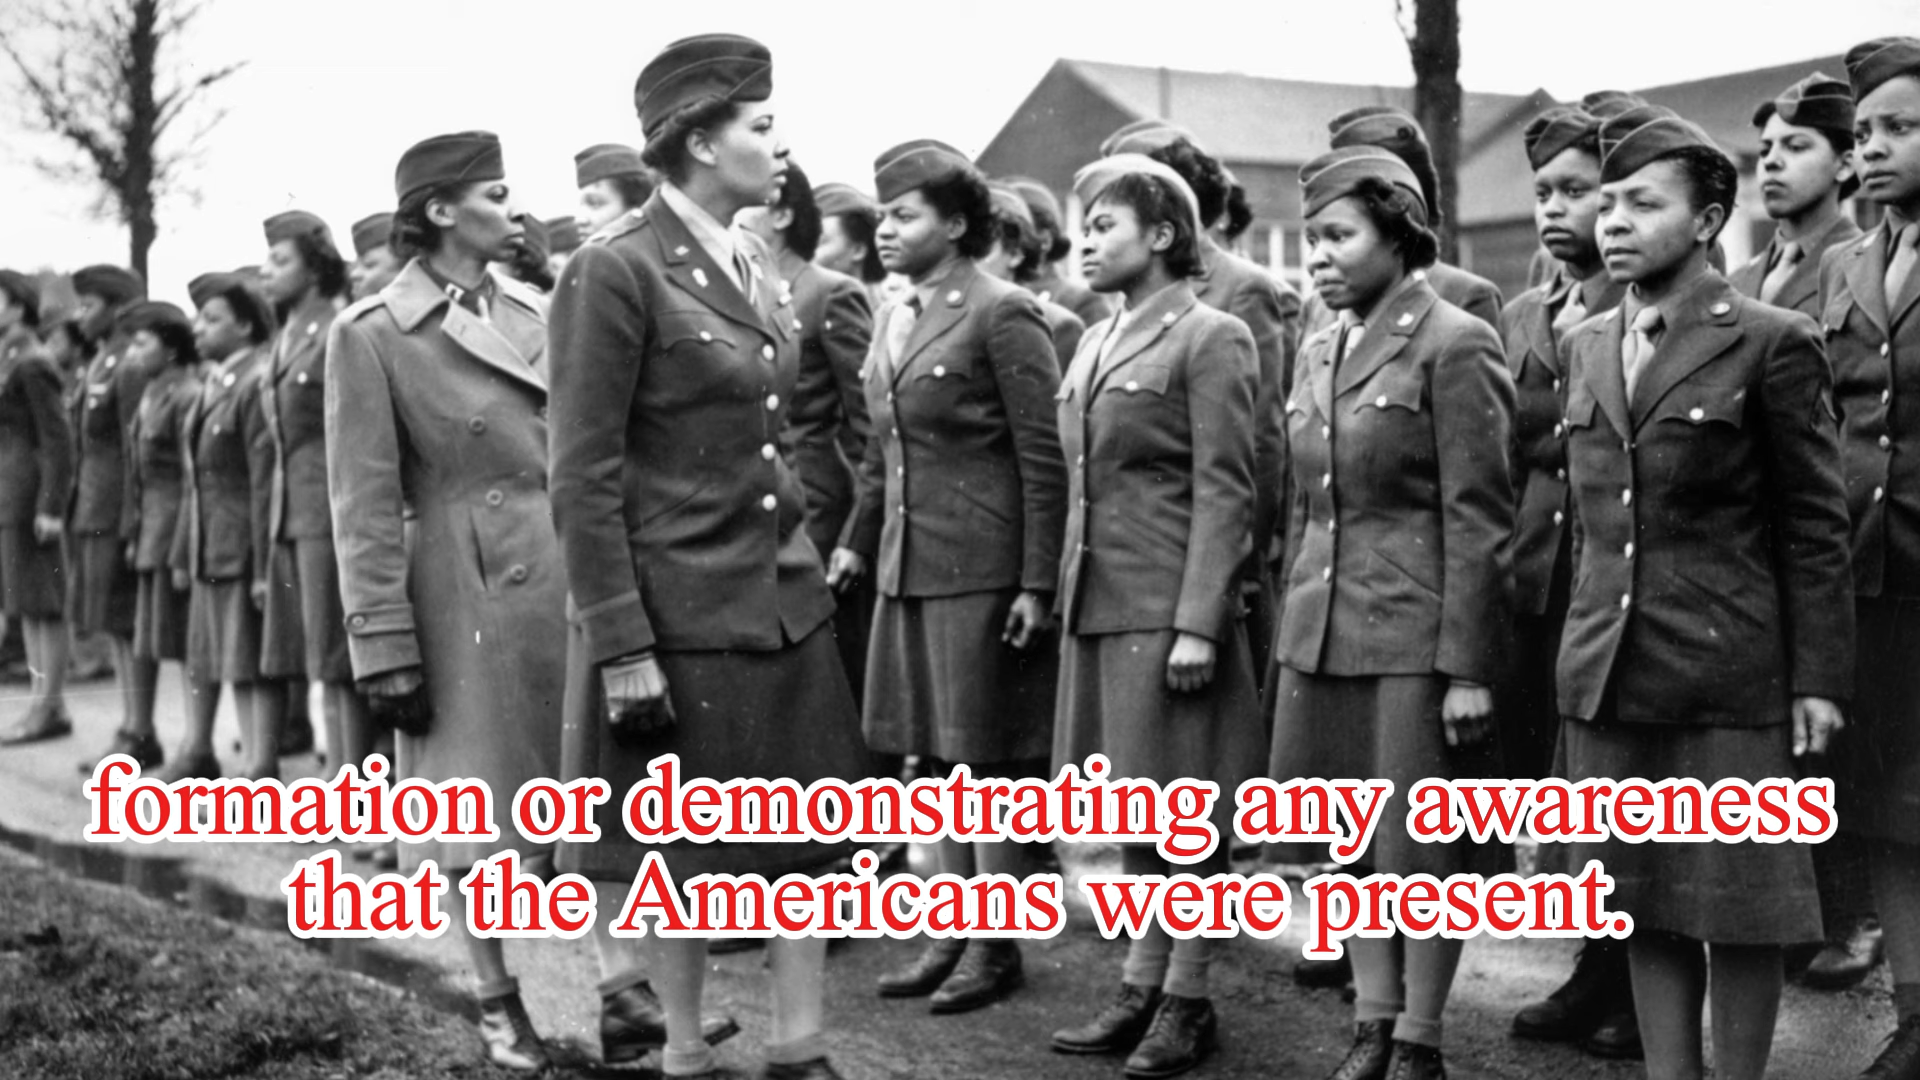 formation or demonstrating any awareness
that the Americans were present.